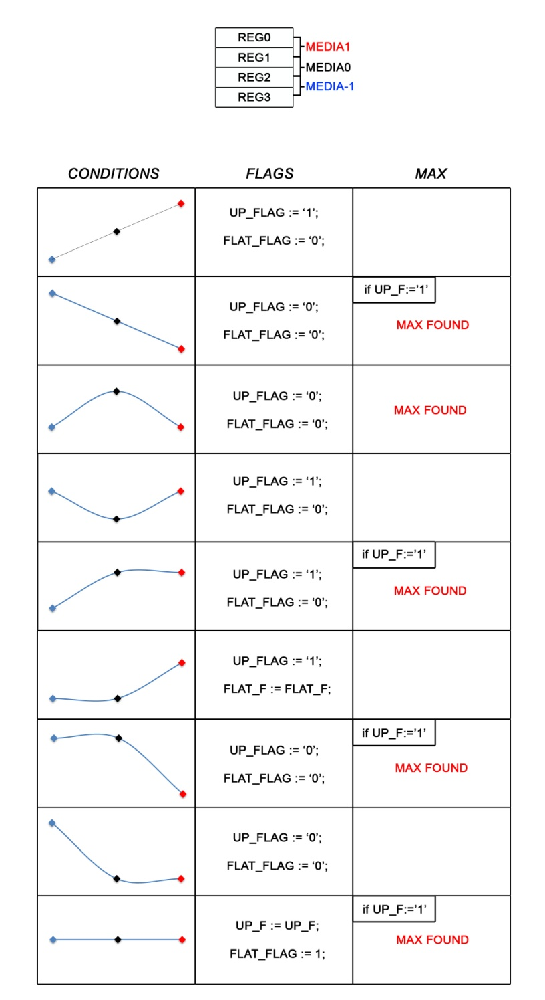 REG0
MEDIA1
REG1
MEDIA0
REG2
MEDIA-1
REG3
CONDITIONS FLAGS MAX
UP_FLAG := ‘1’;
FLAT_FLAG := ‘0’;
if UP_F:=’1’
UP_FLAG := ‘0’;
MAX FOUND
FLAT_FLAG := ‘0’;
UP_FLAG := ‘0’;
MAX FOUND
FLAT_FLAG := ‘0’;
UP_FLAG := ‘1’;
FLAT_FLAG := ‘0’;
if UP_F:=’1’
UP_FLAG := ‘1’;
MAX FOUND
FLAT_FLAG := ‘0’;
UP_FLAG := ‘1’;
FLAT_F := FLAT_F;
if UP_F:=’1’
UP_FLAG := ‘0’;
MAX FOUND
FLAT_FLAG := ‘0’;
UP_FLAG := ‘0’;
FLAT_FLAG := ‘0’;
if UP_F:=’1’
UP_F := UP_F;
MAX FOUND
FLAT_FLAG := 1;